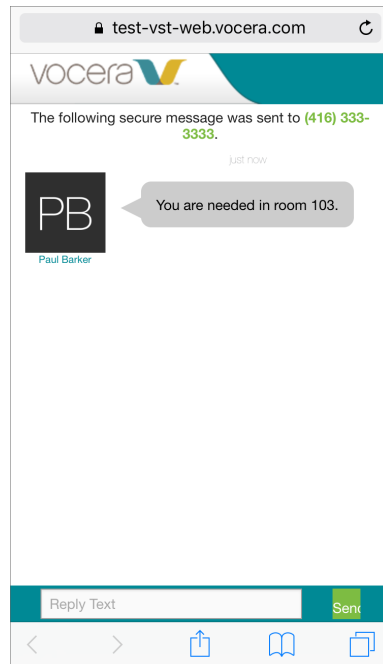 test-vst-web.vocera.com
vocera
The following secure message was sent to (416) 333-
3333.
just now
PB
You are needed in room 103.
Paul Barker
Reply Text
Send